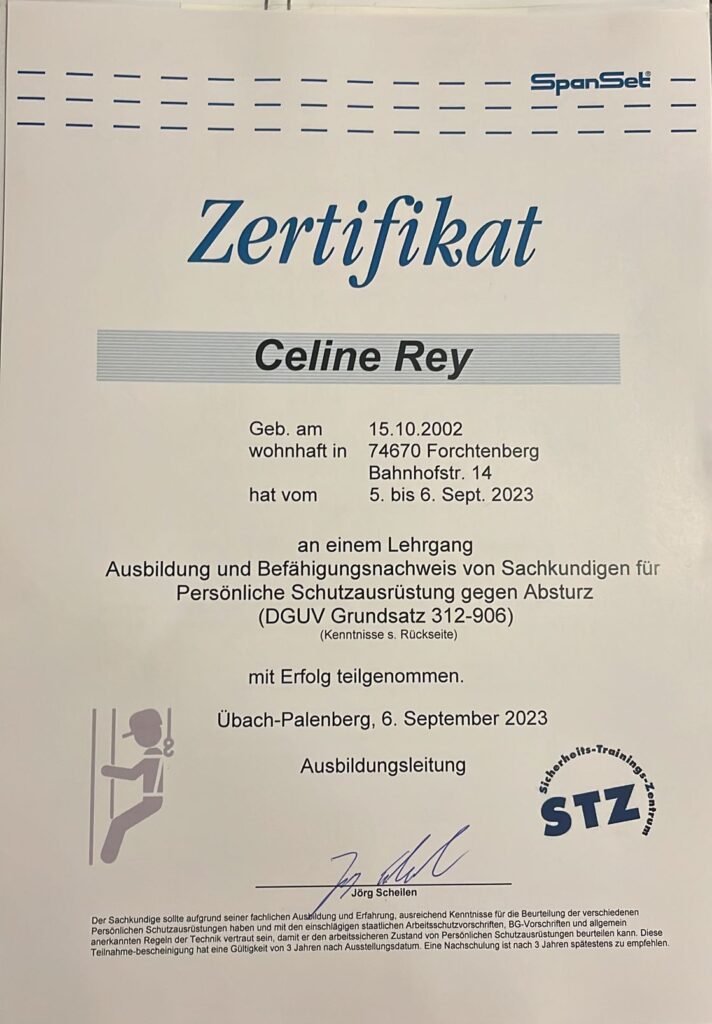 SpanSet®
Zertifikat
Celine Rey
Geb. am 15.10.2002
wohnhaft in 74670 Forchtenberg
Bahnhofstr. 14
hat vom 5. bis 6. Sept. 2023
an einem Lehrgang
Ausbildung und Befähigungsnachweis von Sachkundigen für
Persönliche Schutzausrüstung gegen Absturz
(DGUV Grundsatz 312-906)
(Kenntnisse s. Rückseite)
mit Erfolg teilgenommen.
Übach-Palenberg, 6. September 2023
Ausbildungsleitung
Sicherheits-Trainings-Zentrum
STZ
Jörg Scheilen
Der Sachkundige sollte aufgrund seiner fachlichen Ausbildung und Erfahrung, ausreichend Kenntnisse für die Beurteilung der verschiedenen
Persönlichen Schutzausrüstungen haben und mit den einschlägigen staatlichen Arbeitsschutzvorschriften, BG-Vorschriften und allgemein
anerkannten Regeln der Technik vertraut sein, damit er den arbeitssicheren Zustand von Persönlichen Schutzausrüstungen beurteilen kann. Diese
Teilnahme-bescheinigung hat eine Gültigkeit von 3 Jahren nach Ausstellungsdatum. Eine Nachschulung ist nach 3 Jahren spätestens zu empfehlen.